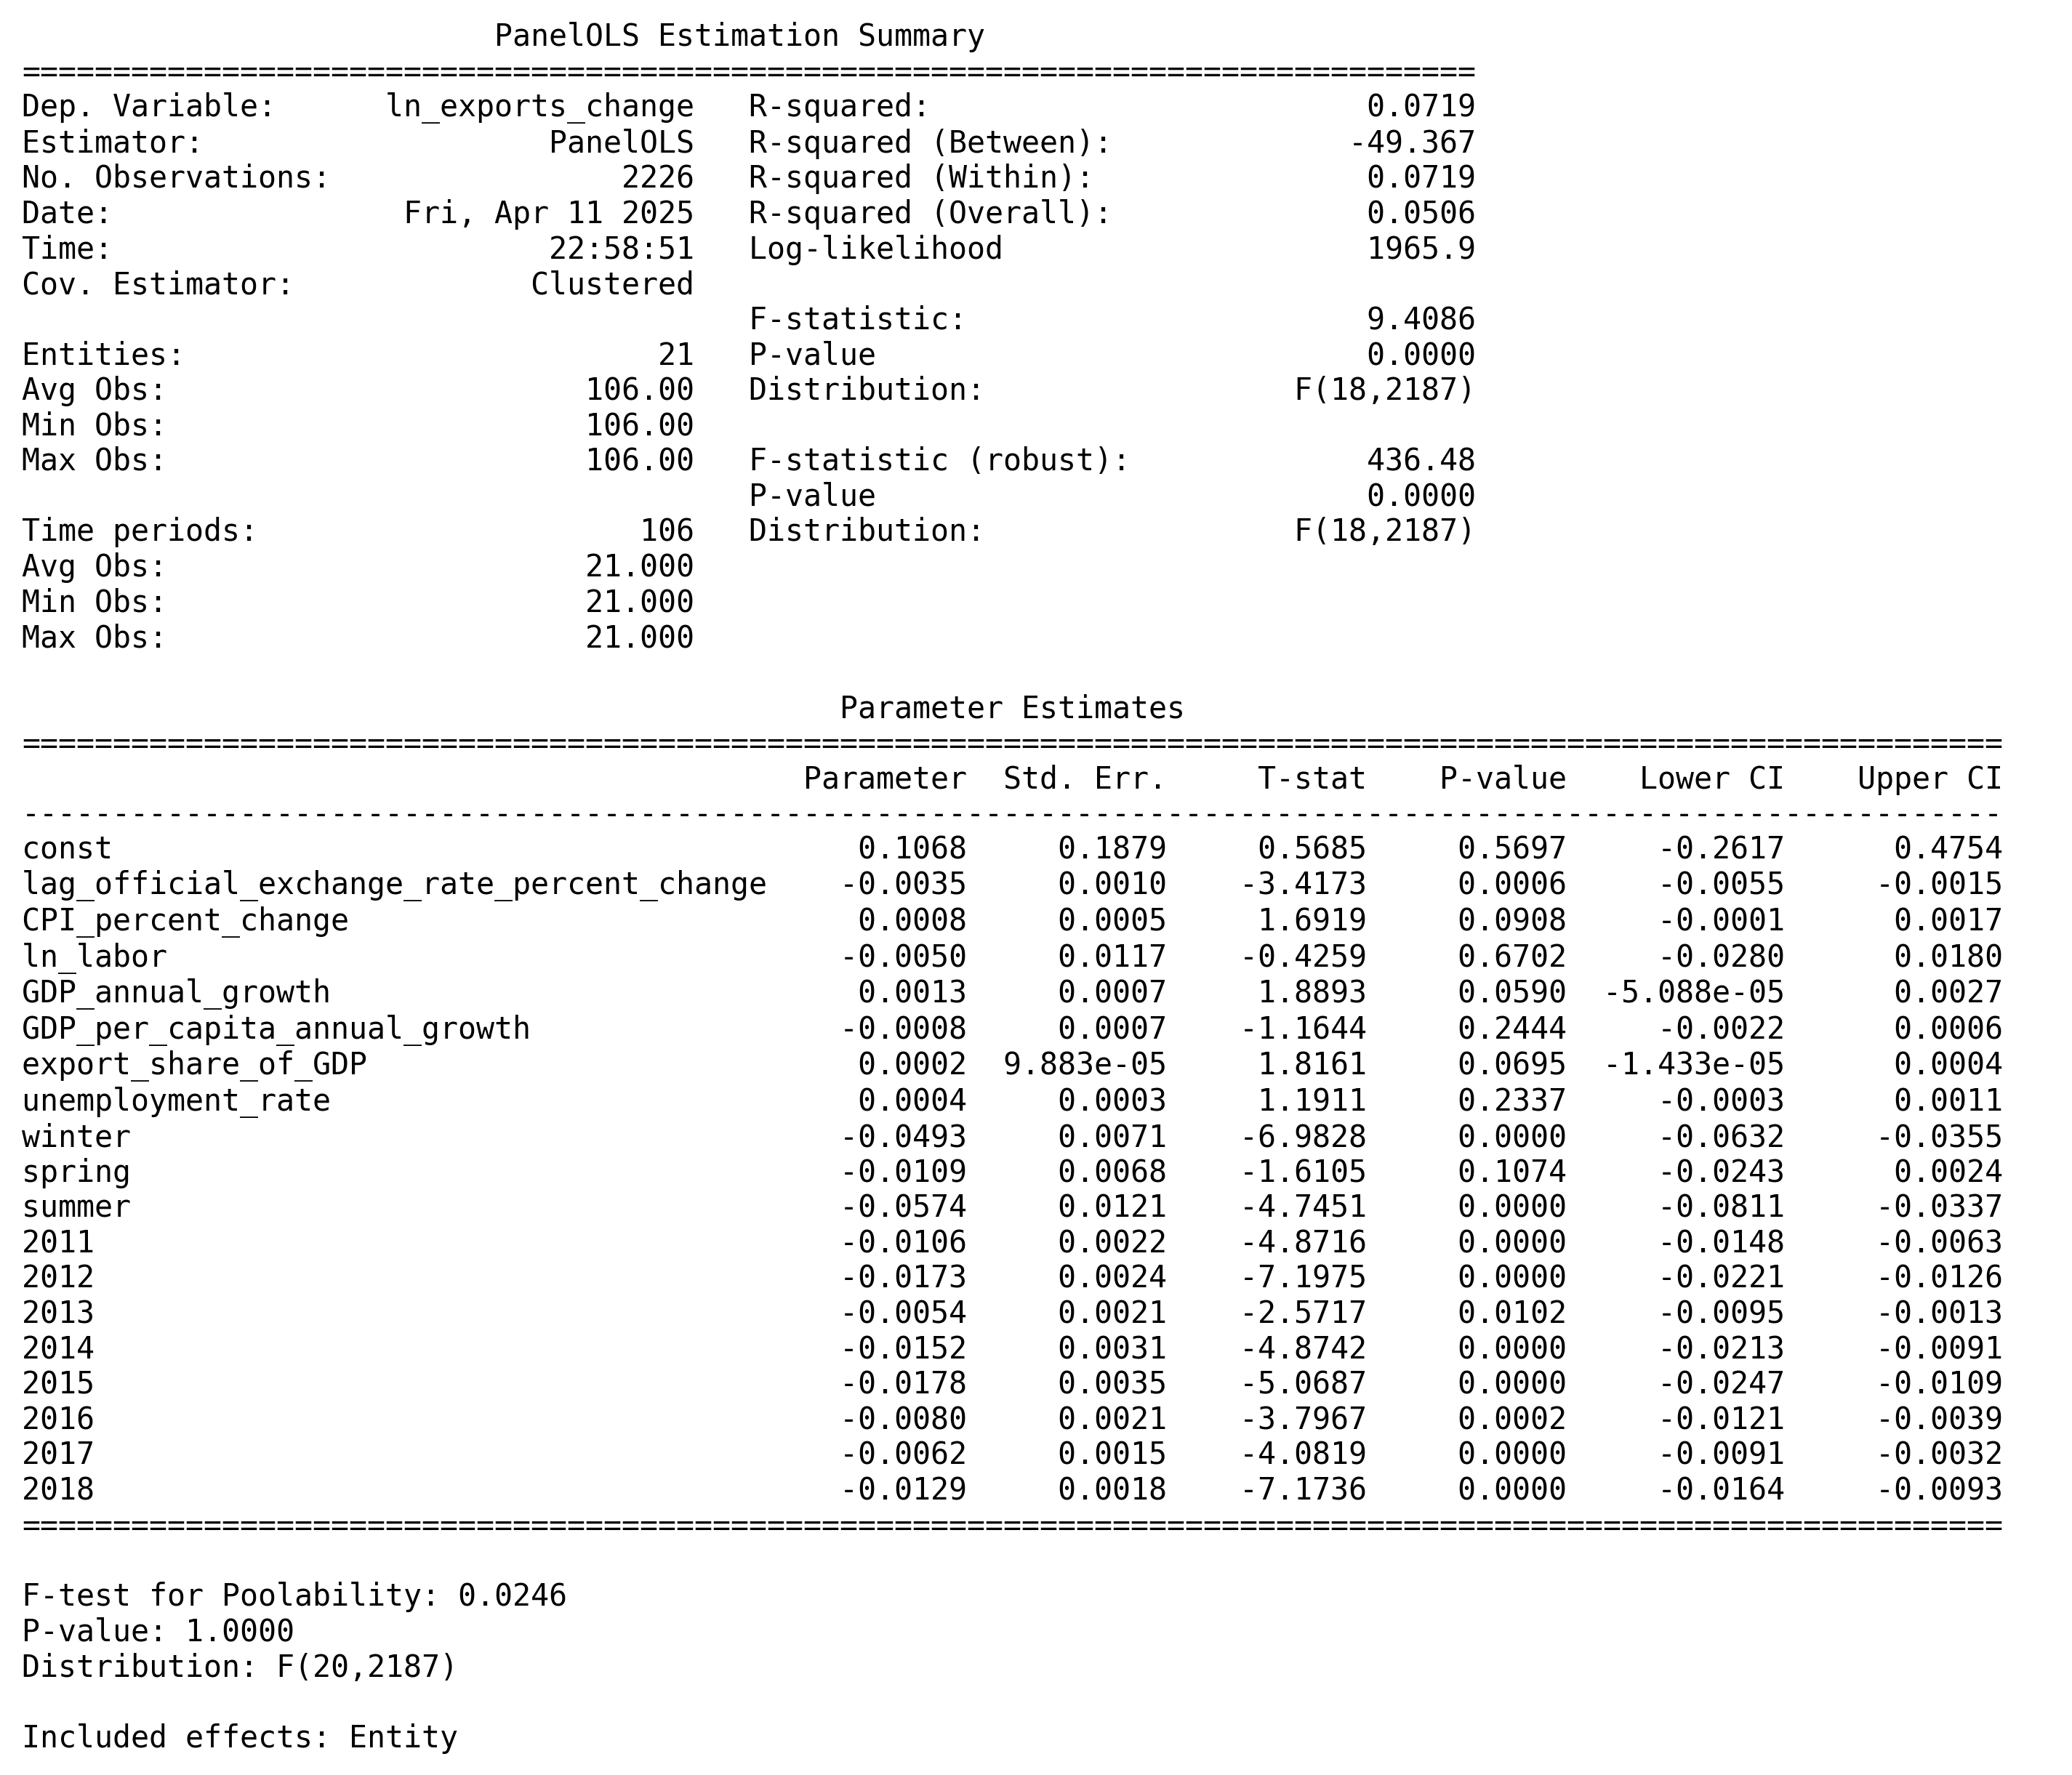 PanelOLS Estimation Summary
================================================================================
Dep. Variable:      ln_exports_change   R-squared:                        0.0719
Estimator:                   PanelOLS   R-squared (Between):             -49.367
No. Observations:                2226   R-squared (Within):               0.0719
Date:                Fri, Apr 11 2025   R-squared (Overall):              0.0506
Time:                        22:58:51   Log-likelihood                    1965.9
Cov. Estimator:             Clustered
                                        F-statistic:                      9.4086
Entities:                          21   P-value                           0.0000
Avg Obs:                       106.00   Distribution:                 F(18,2187)
Min Obs:                       106.00
Max Obs:                       106.00   F-statistic (robust):             436.48
                                        P-value                           0.0000
Time periods:                     106   Distribution:                 F(18,2187)
Avg Obs:                       21.000
Min Obs:                       21.000
Max Obs:                       21.000

Parameter Estimates
=============================================================================================================
                                           Parameter  Std. Err.     T-stat    P-value    Lower CI    Upper CI
-------------------------------------------------------------------------------------------------------------
const                                         0.1068     0.1879     0.5685     0.5697     -0.2617      0.4754
lag_official_exchange_rate_percent_change    -0.0035     0.0010    -3.4173     0.0006     -0.0055     -0.0015
CPI_percent_change                            0.0008     0.0005     1.6919     0.0908     -0.0001      0.0017
ln_labor                                     -0.0050     0.0117    -0.4259     0.6702     -0.0280      0.0180
GDP_annual_growth                             0.0013     0.0007     1.8893     0.0590  -5.088e-05      0.0027
GDP_per_capita_annual_growth                 -0.0008     0.0007    -1.1644     0.2444     -0.0022      0.0006
export_share_of_GDP                           0.0002  9.883e-05     1.8161     0.0695  -1.433e-05      0.0004
unemployment_rate                             0.0004     0.0003     1.1911     0.2337     -0.0003      0.0011
winter                                       -0.0493     0.0071    -6.9828     0.0000     -0.0632     -0.0355
spring                                       -0.0109     0.0068    -1.6105     0.1074     -0.0243      0.0024
summer                                       -0.0574     0.0121    -4.7451     0.0000     -0.0811     -0.0337
2011                                         -0.0106     0.0022    -4.8716     0.0000     -0.0148     -0.0063
2012                                         -0.0173     0.0024    -7.1975     0.0000     -0.0221     -0.0126
2013                                         -0.0054     0.0021    -2.5717     0.0102     -0.0095     -0.0013
2014                                         -0.0152     0.0031    -4.8742     0.0000     -0.0213     -0.0091
2015                                         -0.0178     0.0035    -5.0687     0.0000     -0.0247     -0.0109
2016                                         -0.0080     0.0021    -3.7967     0.0002     -0.0121     -0.0039
2017                                         -0.0062     0.0015    -4.0819     0.0000     -0.0091     -0.0032
2018                                         -0.0129     0.0018    -7.1736     0.0000     -0.0164     -0.0093
=============================================================================================================

F-test for Poolability: 0.0246
P-value: 1.0000
Distribution: F(20,2187)

Included effects: Entity